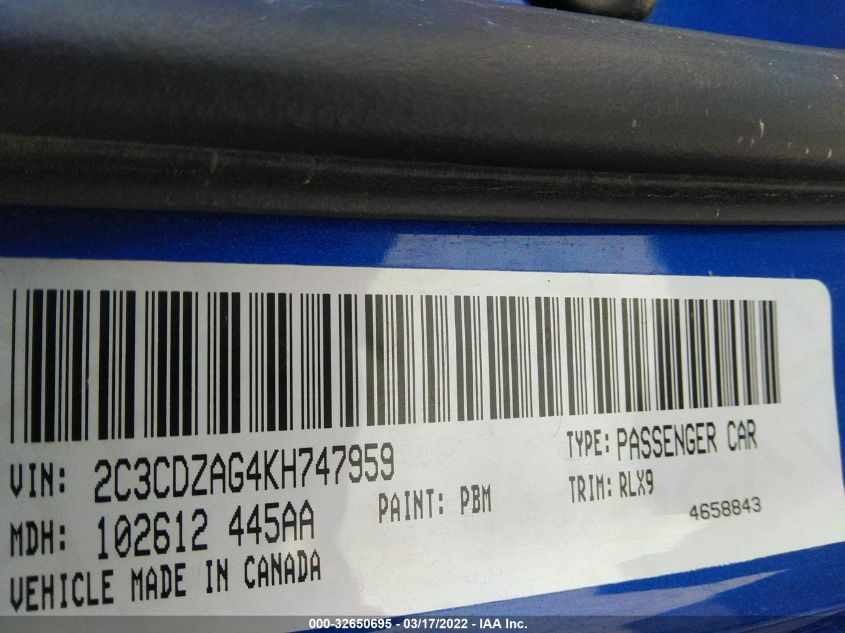 VIN: 2C3CDZAG4KH747959
TYPE: PASSENGER CAR
MDH: 102612 445AA
PAINT: PBM
TRIM: RLX9
VEHICLE MADE IN CANADA
4658843
000-32650695 - 03/17/2022 - IAA Inc.